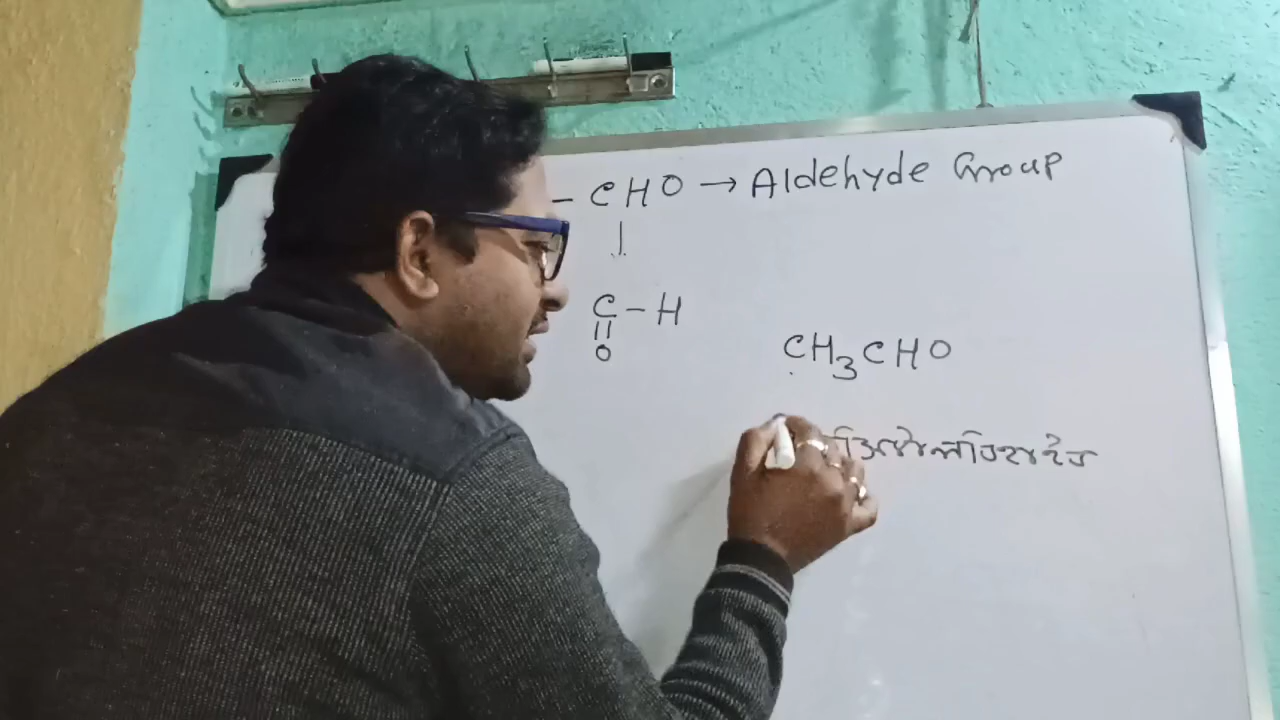 – CHO → Aldehyde Group
|
C – H
||
O
CH3CHO